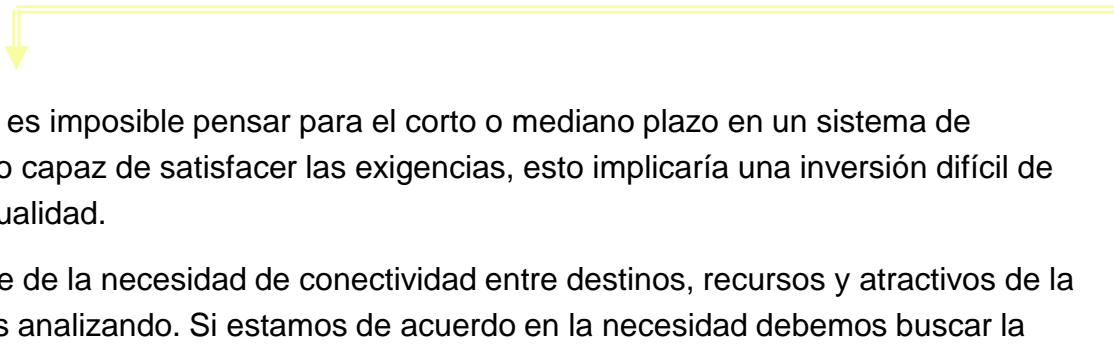 es imposible pensar para el corto o mediano plazo en un sistema de
o capaz de satisfacer las exigencias, esto implicaría una inversión difícil de
ualidad.
e de la necesidad de conectividad entre destinos, recursos y atractivos de la
s analizando. Si estamos de acuerdo en la necesidad debemos buscar la